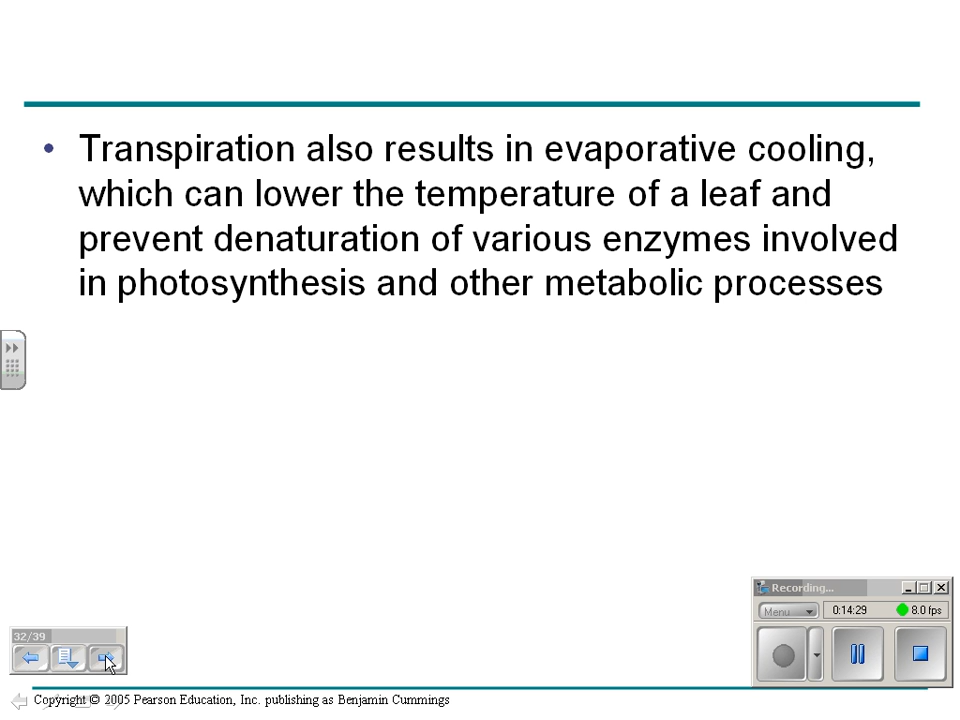 • Transpiration also results in evaporative cooling,
which can lower the temperature of a leaf and
prevent denaturation of various enzymes involved
in photosynthesis and other metabolic processes
Recording...
Menu 0:14:29 8.0 fps
32/39
Copyright © 2005 Pearson Education, Inc. publishing as Benjamin Cummings